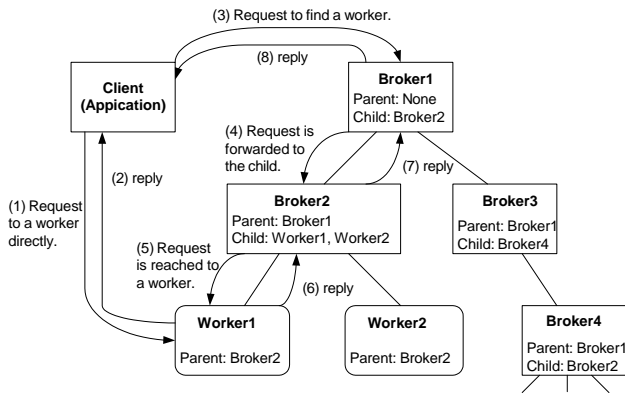 (3) Request to find a worker.
(8) reply
Client
(Appication)
Broker1
Parent: None
Child: Broker2
(4) Request is
forwarded to
the child.
(7) reply
(2) reply
(1) Request
to a worker
directly.
Broker2
Parent: Broker1
Child: Worker1, Worker2
Broker3
Parent: Broker1
Child: Broker4
(5) Request
is reached to
a worker.
(6) reply
Worker1
Parent: Broker2
Worker2
Parent: Broker2
Broker4
Parent: Broker1
Child: Broker2